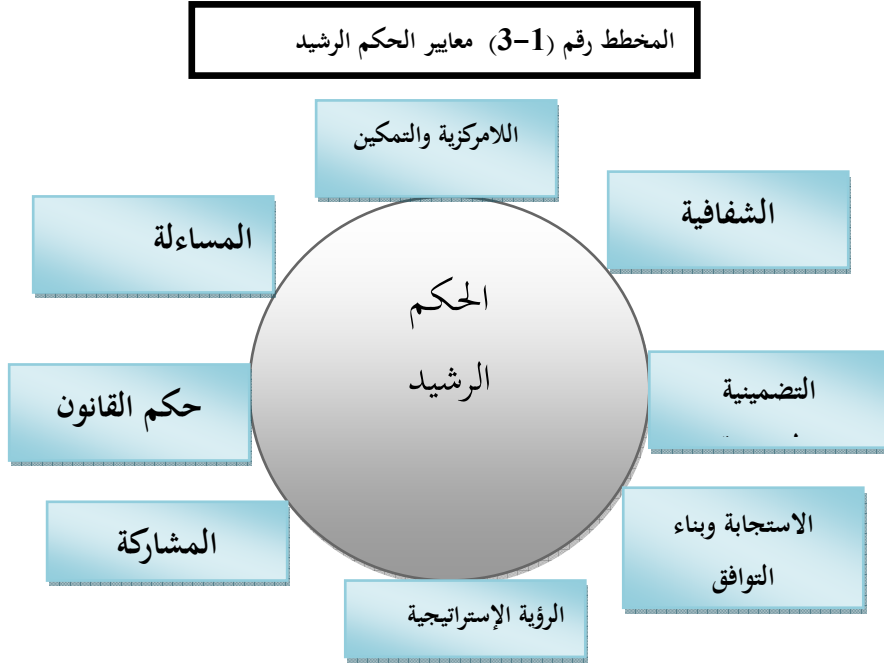 المخطط رقم (1-3) معايير الحكم الرشيد
اللامركزية والتمكين
الشفافية
المساءلة
الحكم
الرشيد
التضمينية
حكم القانون
الاستجابة وبناء
التوافق
المشاركة
الرؤية الإستراتيجية